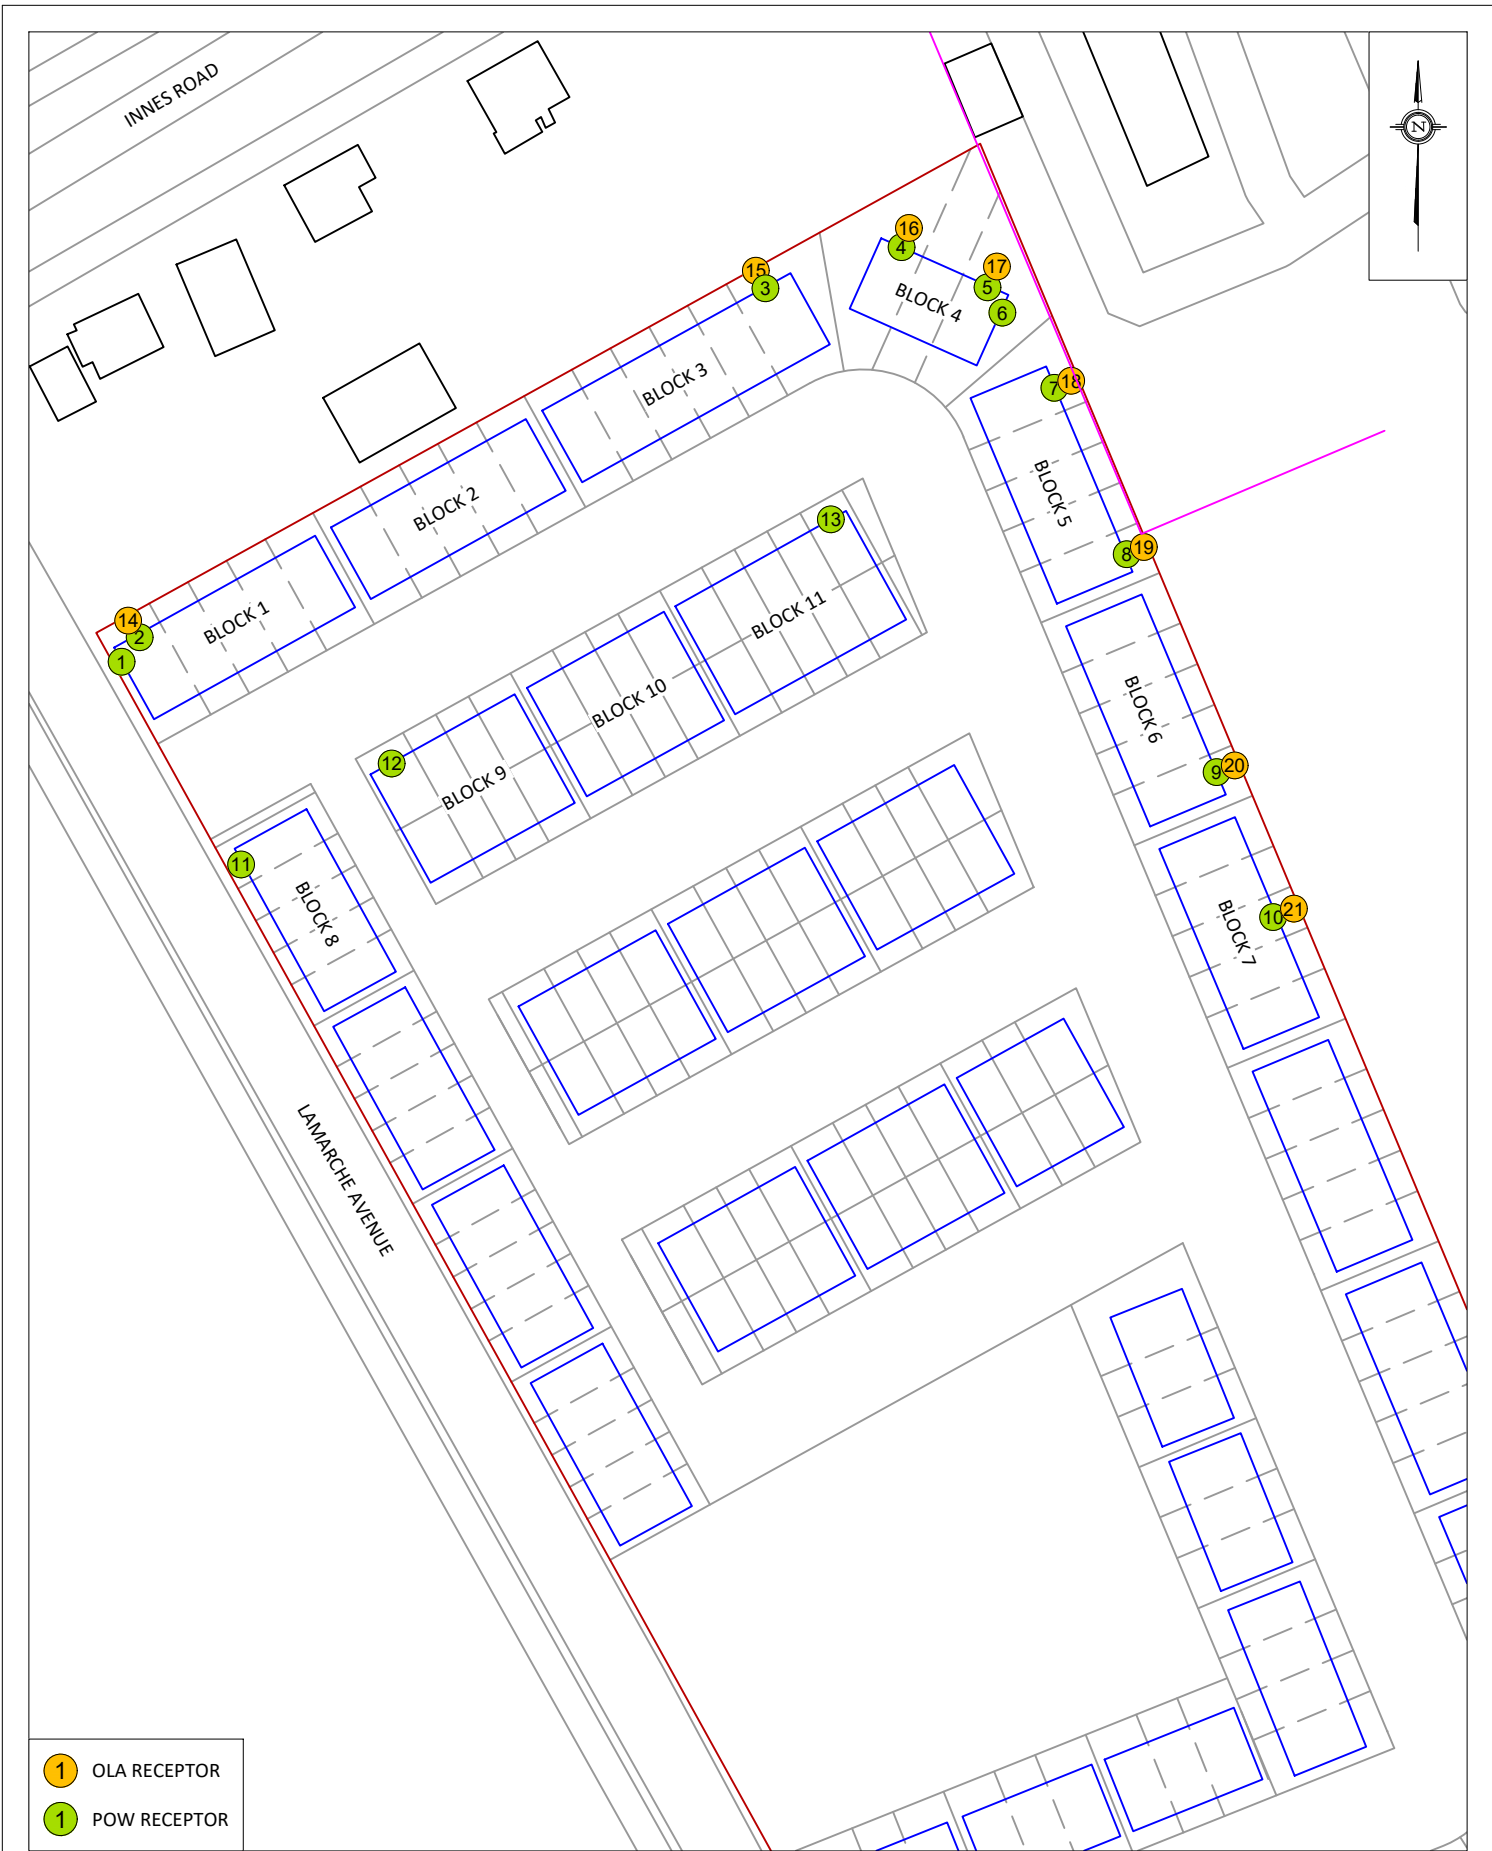 INNES ROAD
N
16
4
17
15
3
5
6
BLOCK 4
BLOCK 3
7
18
BLOCK 2
BLOCK 5
13
8
19
14
2
1
BLOCK 1
BLOCK 11
BLOCK 10
BLOCK 6
12
BLOCK 9
9
20
11
BLOCK 8
10
21
BLOCK 7
LAMARCHE AVENUE
1 OLA RECEPTOR
1 POW RECEPTOR